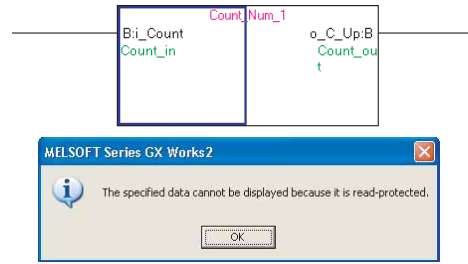 Count_Num_1
B:i_Count o_C_Up:B
Count_in Count_ou
t
MELSOFT Series GX Works2
The specified data cannot be displayed because it is read-protected.
OK